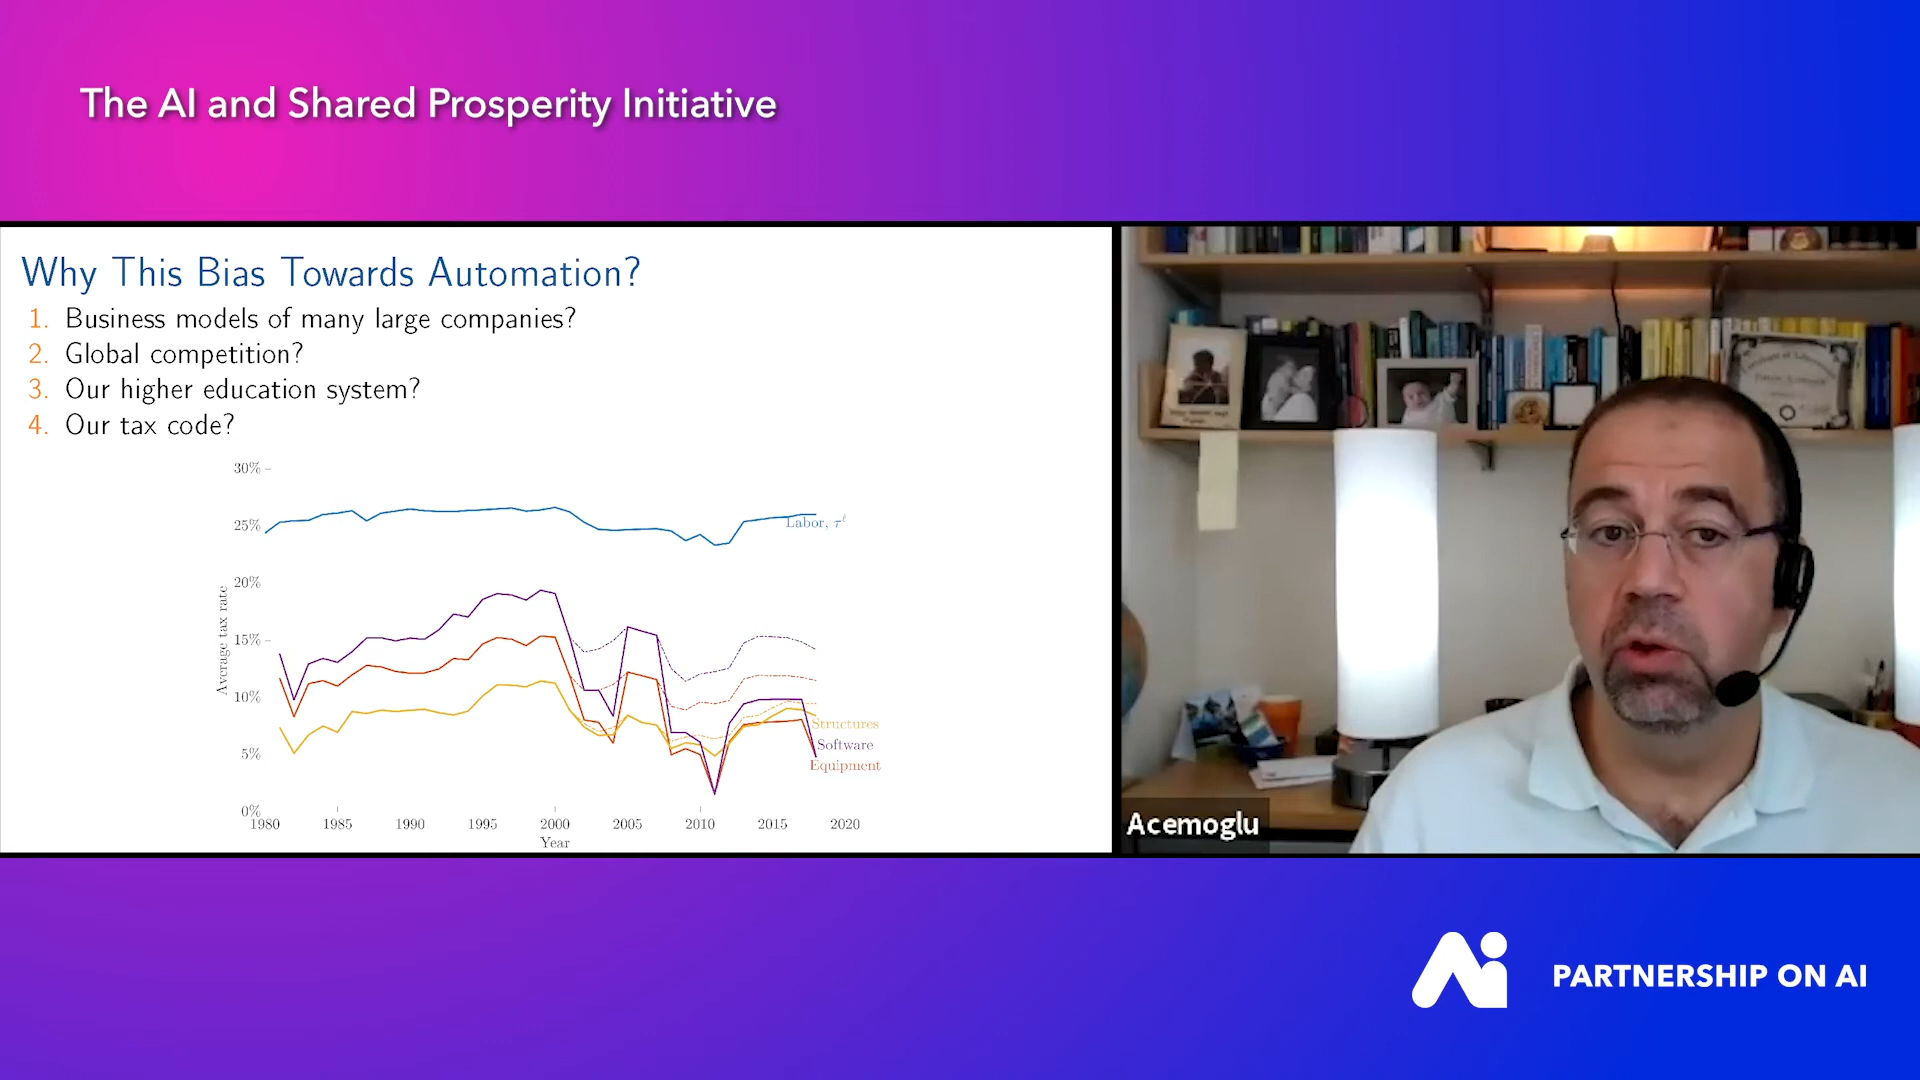 The AI and Shared Prosperity Initiative
Why This Bias Towards Automation?
1. Business models of many large companies?
2. Global competition?
3. Our higher education system?
4. Our tax code?
30%
25%
20%
15%
10%
5%
0%
Average tax rate
Labor, τℓ
Structures
Software
Equipment
1980 1985 1990 1995 2000 2005 2010 2015 2020
Year
Acemoglu
PARTNERSHIP ON AI